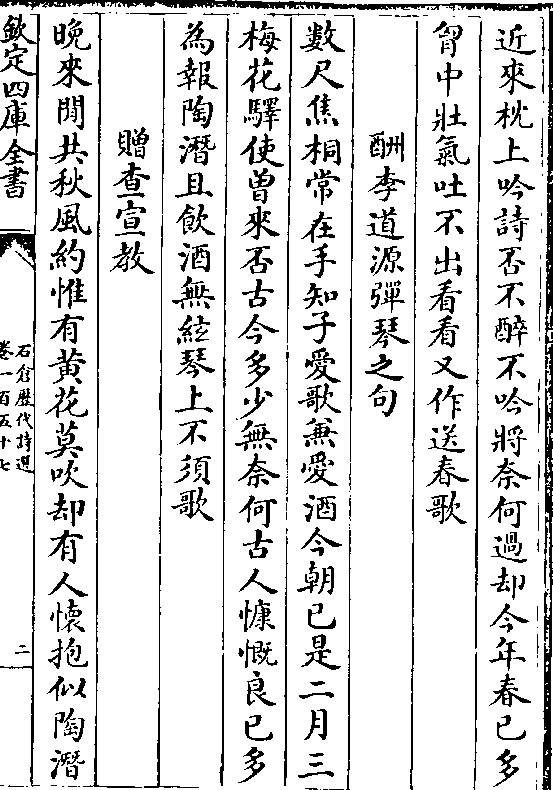 近來枕上吟詩否不醉不吟將奈何過却今年春已多
胷中壯氣吐不出看看又作送春歌
酬李道源彈琴之句
數尺焦桐常在手知子愛歌兼愛酒今朝已是二月三
梅花驛使曽來否古今多少無奈何古人慷慨良已多
為報陶潛且飲酒無絃琴上不須歌
贈查宣教
晩來閒共秋風約惟有黄花莫吹却有人懷抱似陶潛
欽定四庫全書
石倉歷代詩選
卷一百五十七
二